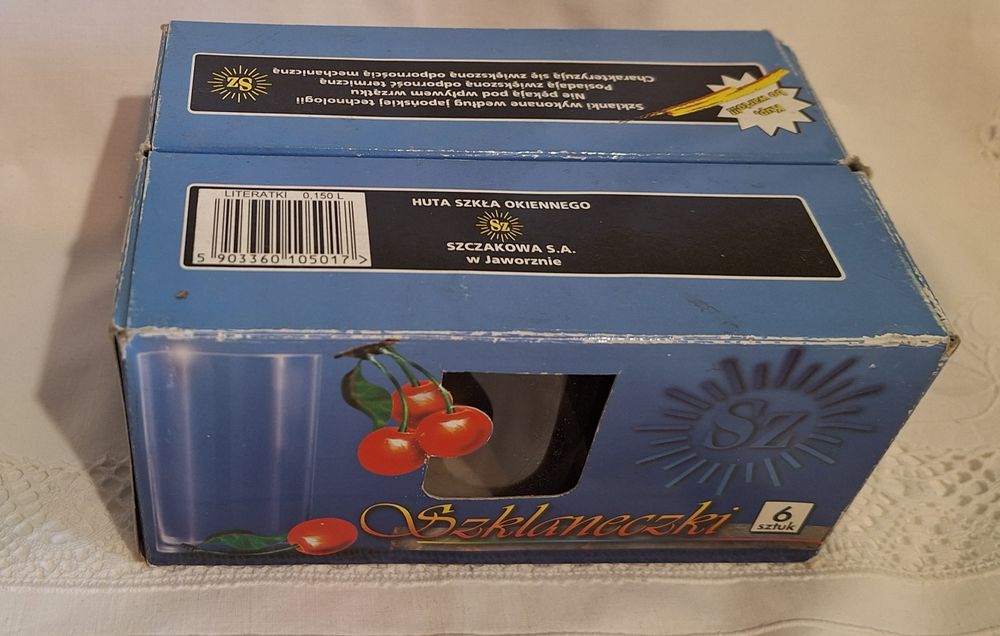 Szklanki wykonane według japońskiej technologii
Nie pękają pod wpływem wrzątku
Posiadają zwiększoną odporność termiczną
Charakteryzują się zwiększoną odpornością mechaniczną
SZ
Kup
LITERATKI 0,150 L
5 903360 105017 >
HUTA SZKŁA OKIENNEGO
SZ
SZCZAKOWA S.A.
w Jaworznie
SZ
Szklaneczki
6
sztuk